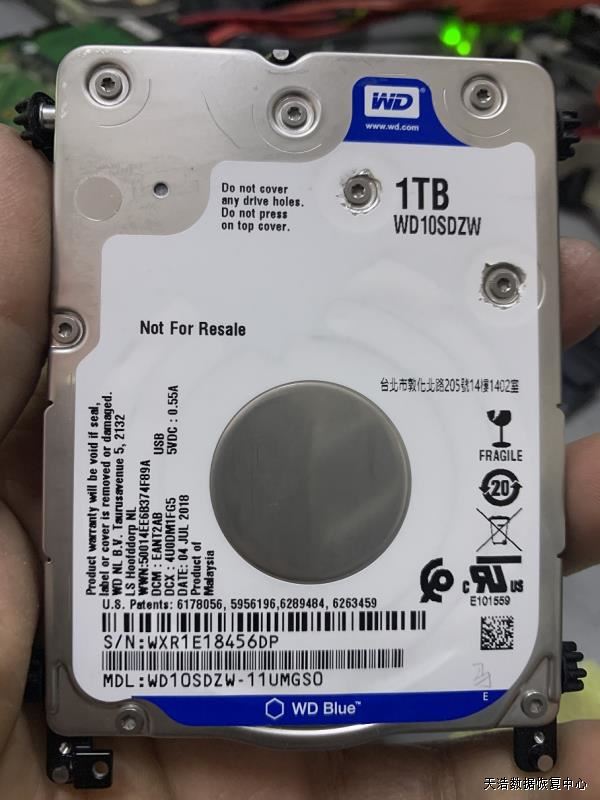 WD
www.wd.com
Do not cover
any drive holes.
Do not press
on top cover.
1TB
WD10SDZW
Not For Resale
台北市敦化北路205號14樓1402室
FRAGILE
20
Product warranty will be void if seal,
label or cover is removed or damaged.
WD NL B.V. Taurusavenue 5, 2132
LS Hoofddorp NL
WWN:50014EE6B374F89A
DCM: EANT2AB USB
DCX: 4U0DM1FG5 5VDC: 0.55A
DATE: 04 JUL 2018
Product of
Malaysia
c RU US
E101559
U.S. Patents: 6178056, 5956196,6289484, 6263459
S/N:WXR1E18456DP
MDL:WD10SDZW-11UMGS0
E
WD Blue™
天浩数据恢复中心